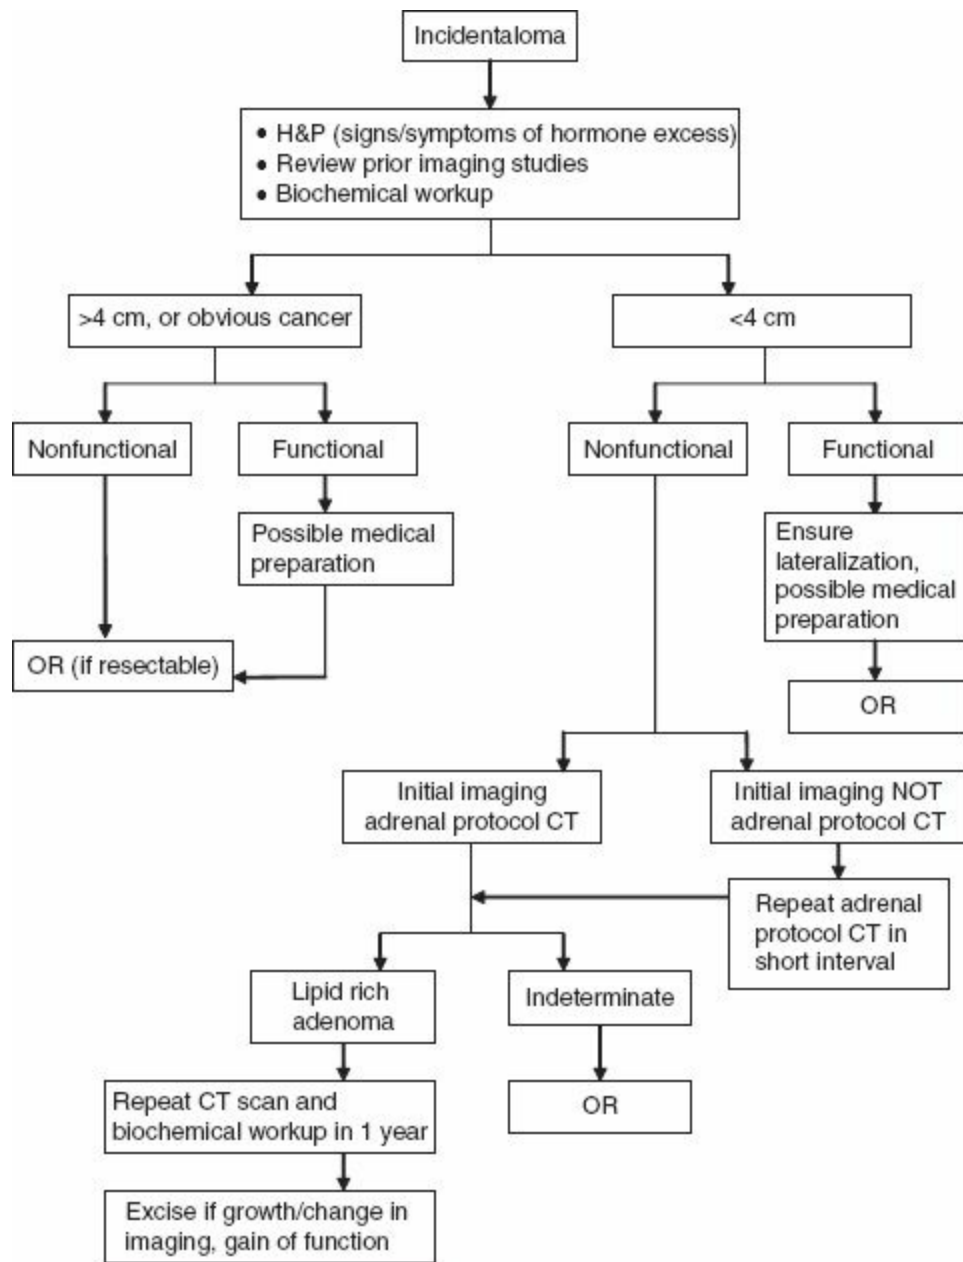 Incidentaloma
• H&P (signs/symptoms of hormone excess)
• Review prior imaging studies
• Biochemical workup
>4 cm, or obvious cancer
<4 cm
Nonfunctional
Functional
Nonfunctional
Functional
Possible medical
preparation
Ensure
lateralization,
possible medical
preparation
OR (if resectable)
OR
Initial imaging
adrenal protocol CT
Initial imaging NOT
adrenal protocol CT
Repeat adrenal
protocol CT in
short interval
Lipid rich
adenoma
Indeterminate
Repeat CT scan and
biochemical workup in 1 year
OR
Excise if growth/change in
imaging, gain of function